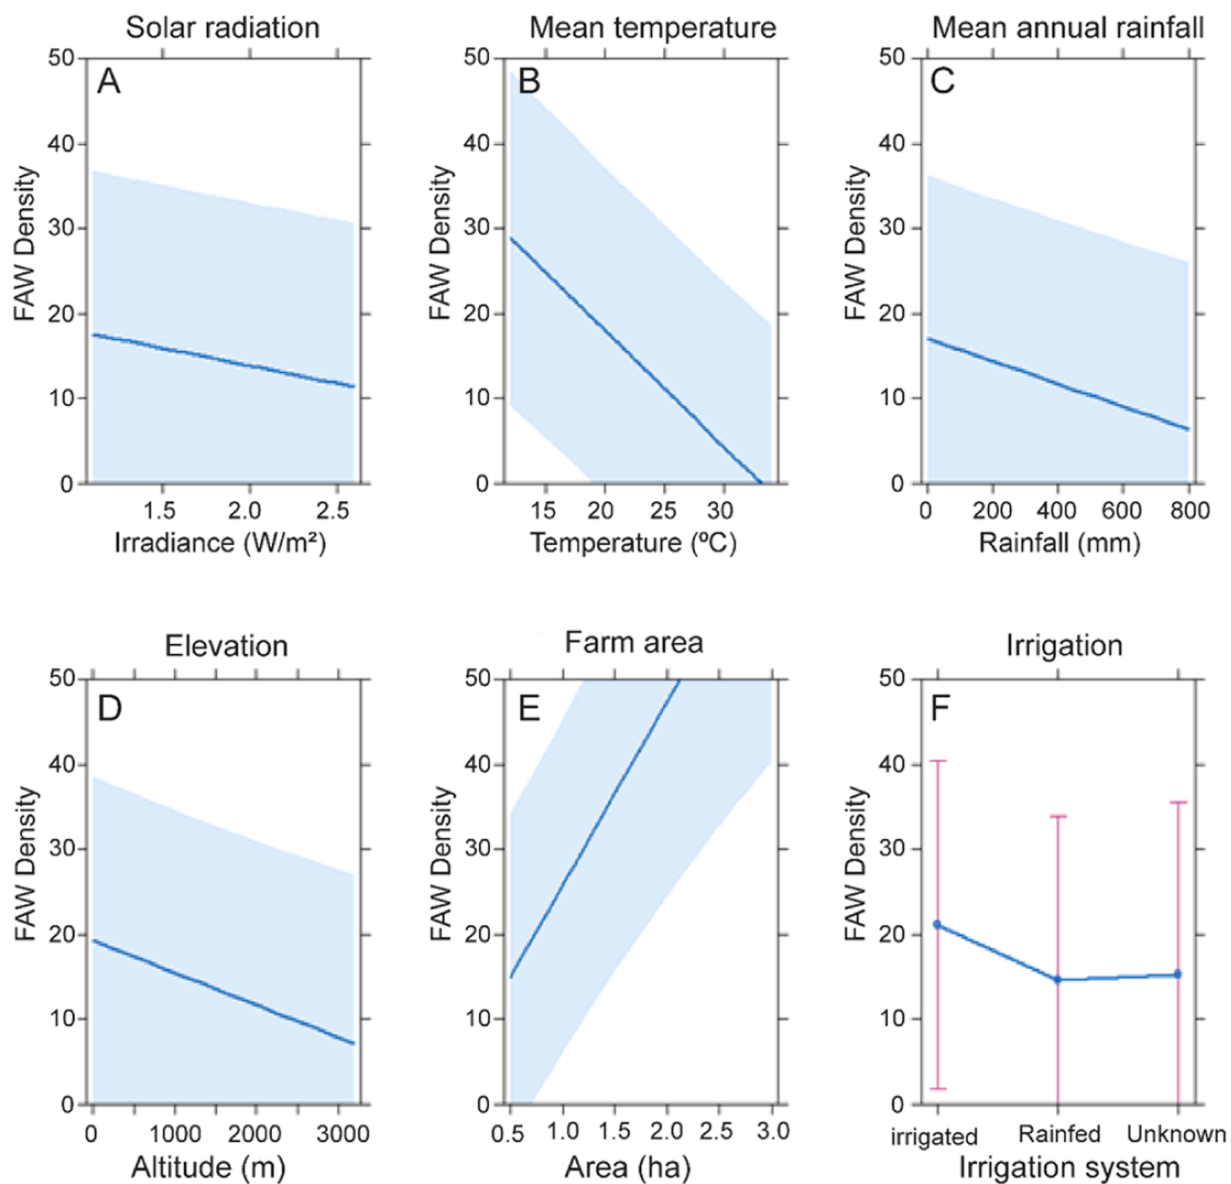 Solar radiation
Mean temperature
Mean annual rainfall
A
B
C
FAW Density
FAW Density
FAW Density
50
40
30
20
10
0
50
40
30
20
10
0
50
40
30
20
10
0
1.5 2.0 2.5
15 20 25 30
0 200 400 600 800
Irradiance (W/m²)
Temperature (ºC)
Rainfall (mm)
Elevation
Farm area
Irrigation
D
E
F
FAW Density
FAW Density
FAW Density
50
40
30
20
10
0
50
40
30
20
10
0
50
40
30
20
10
0
0 1000 2000 3000
0.5 1.0 1.5 2.0 2.5 3.0
irrigated Rainfed Unknown
Altitude (m)
Area (ha)
Irrigation system